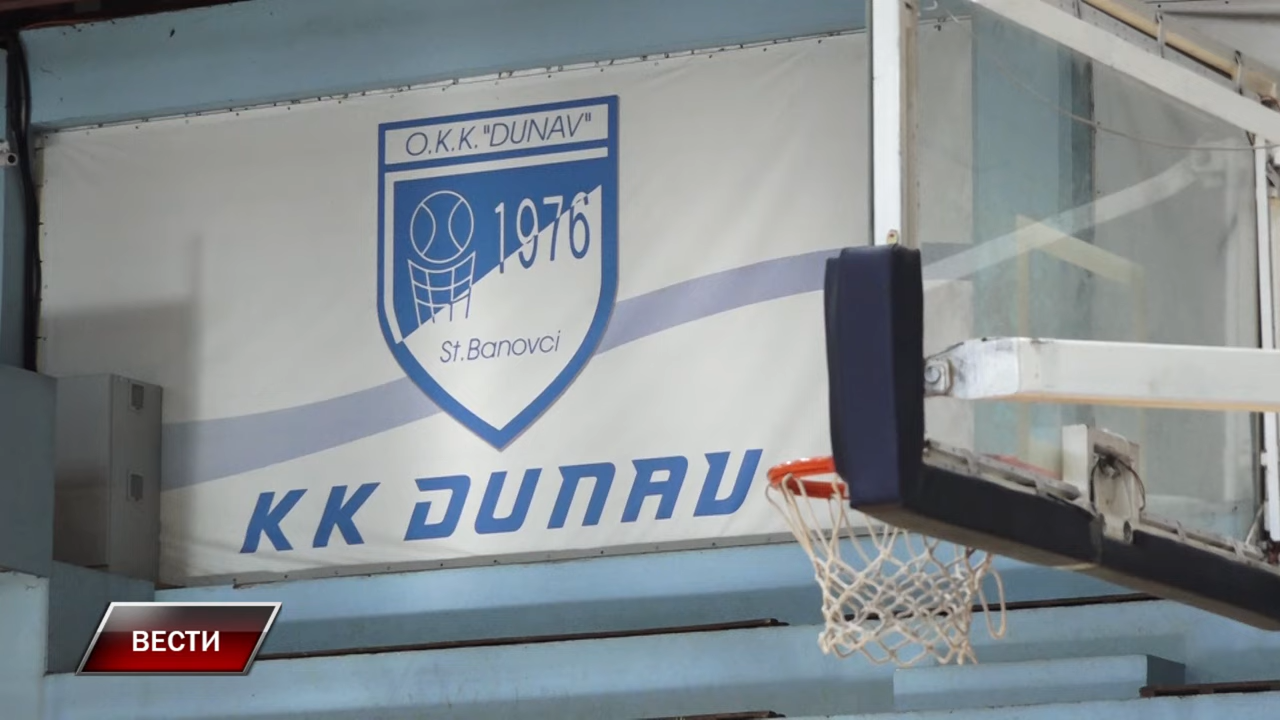 O.K.K."DUNAV"
1976
St.Banovci
KK DUNAV
ВЕСТИ